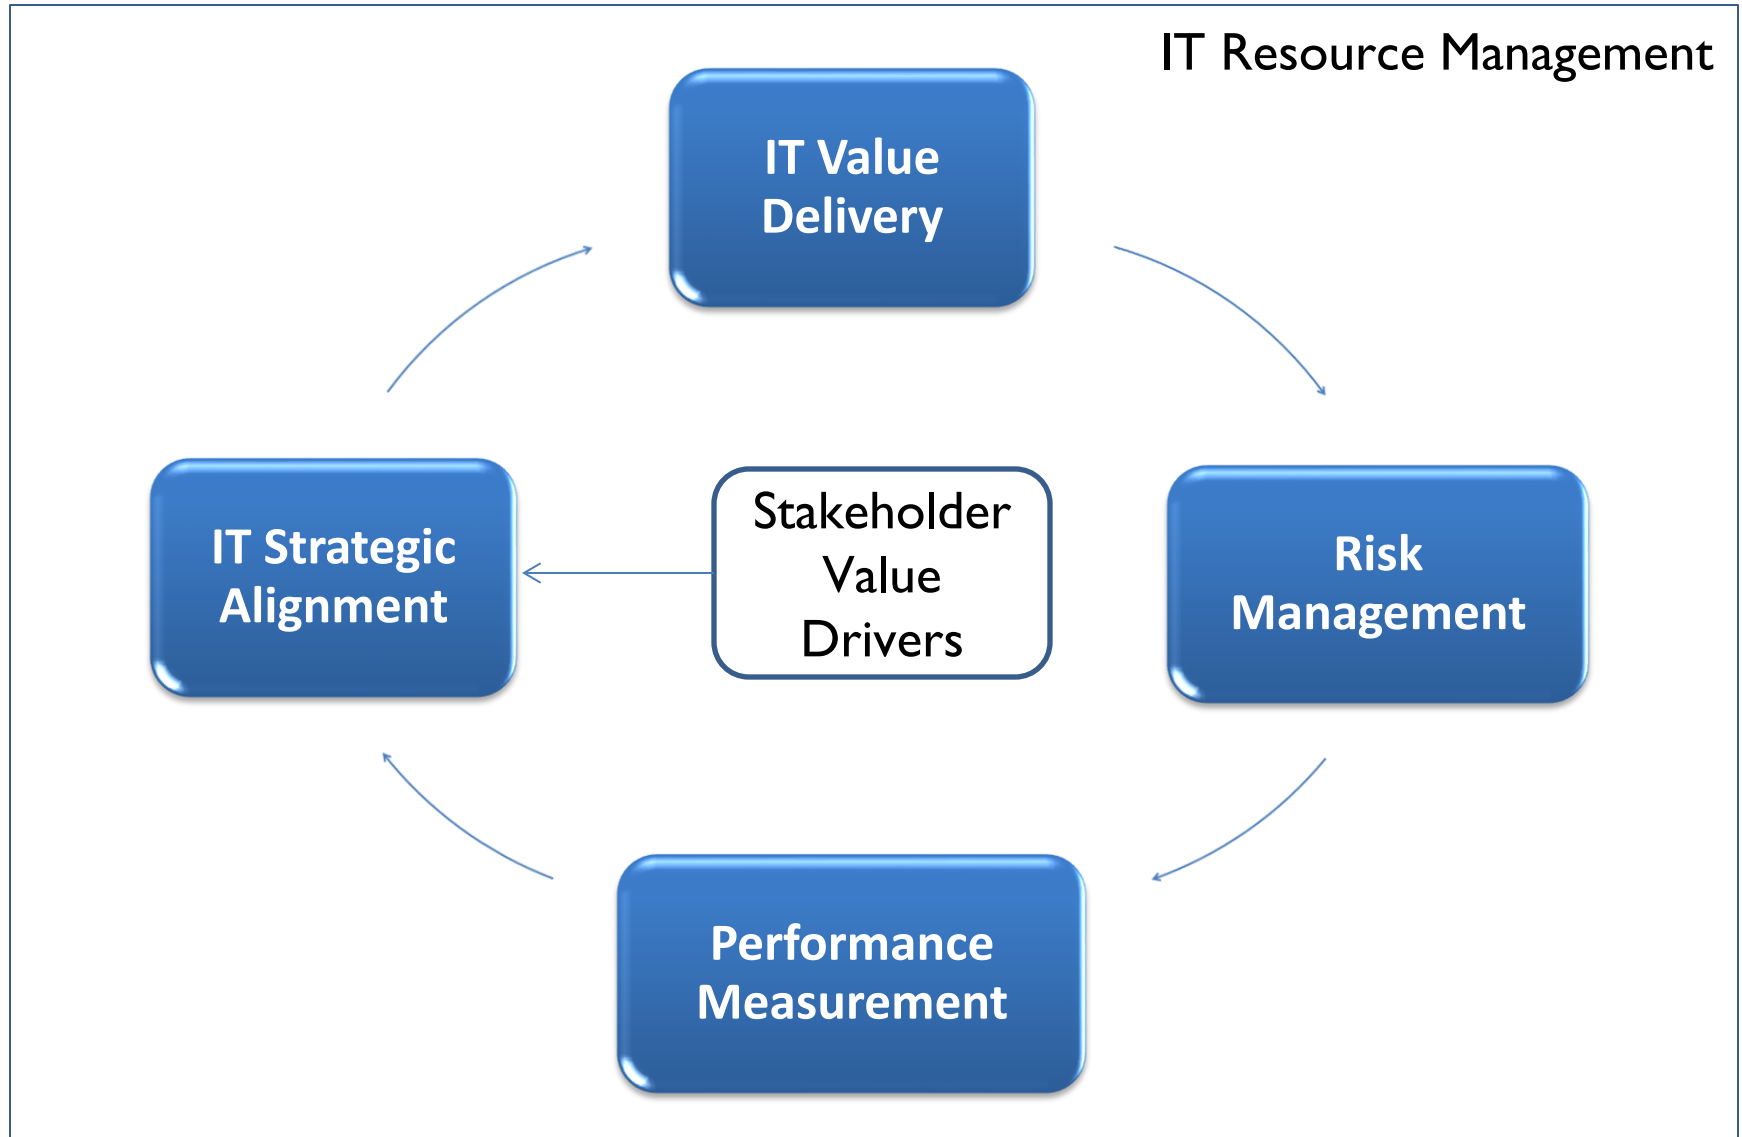 IT Resource Management
IT Value
Delivery
IT Strategic
Alignment
Stakeholder
Value
Drivers
Risk
Management
Performance
Measurement